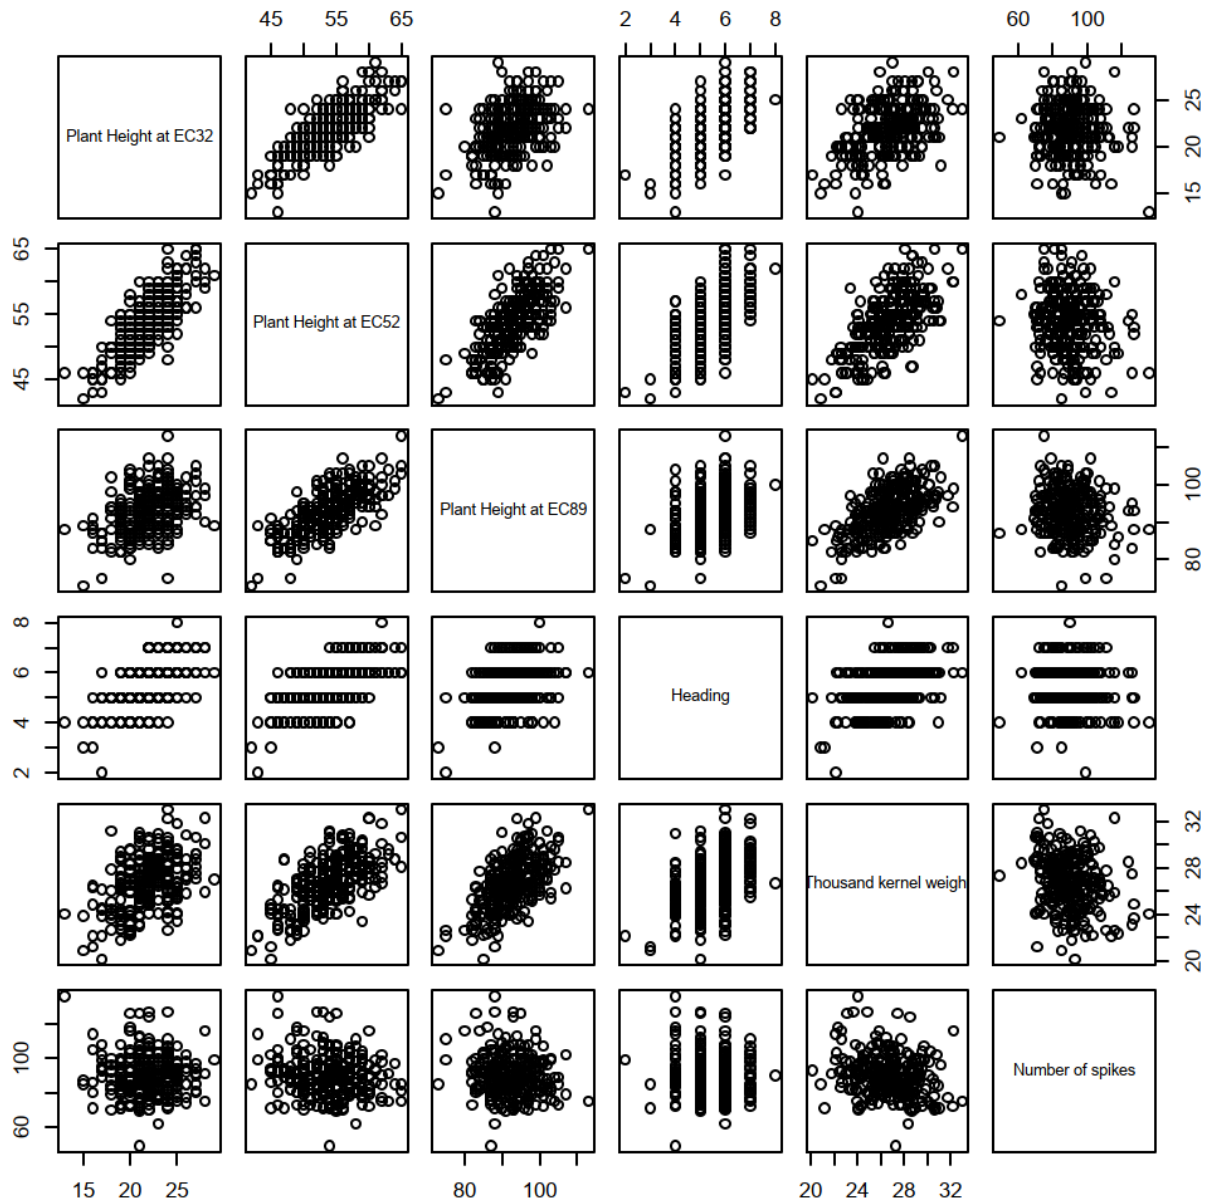 45 55 65 2 4 6 8 60 100
Plant Height at EC32
15 20 25
45 55 65
Plant Height at EC52
Plant Height at EC89
80 100
2 4 6 8
Heading
Thousand kernel weigh
20 24 28 32
60 100
Number of spikes
15 20 25 80 100 20 24 28 32